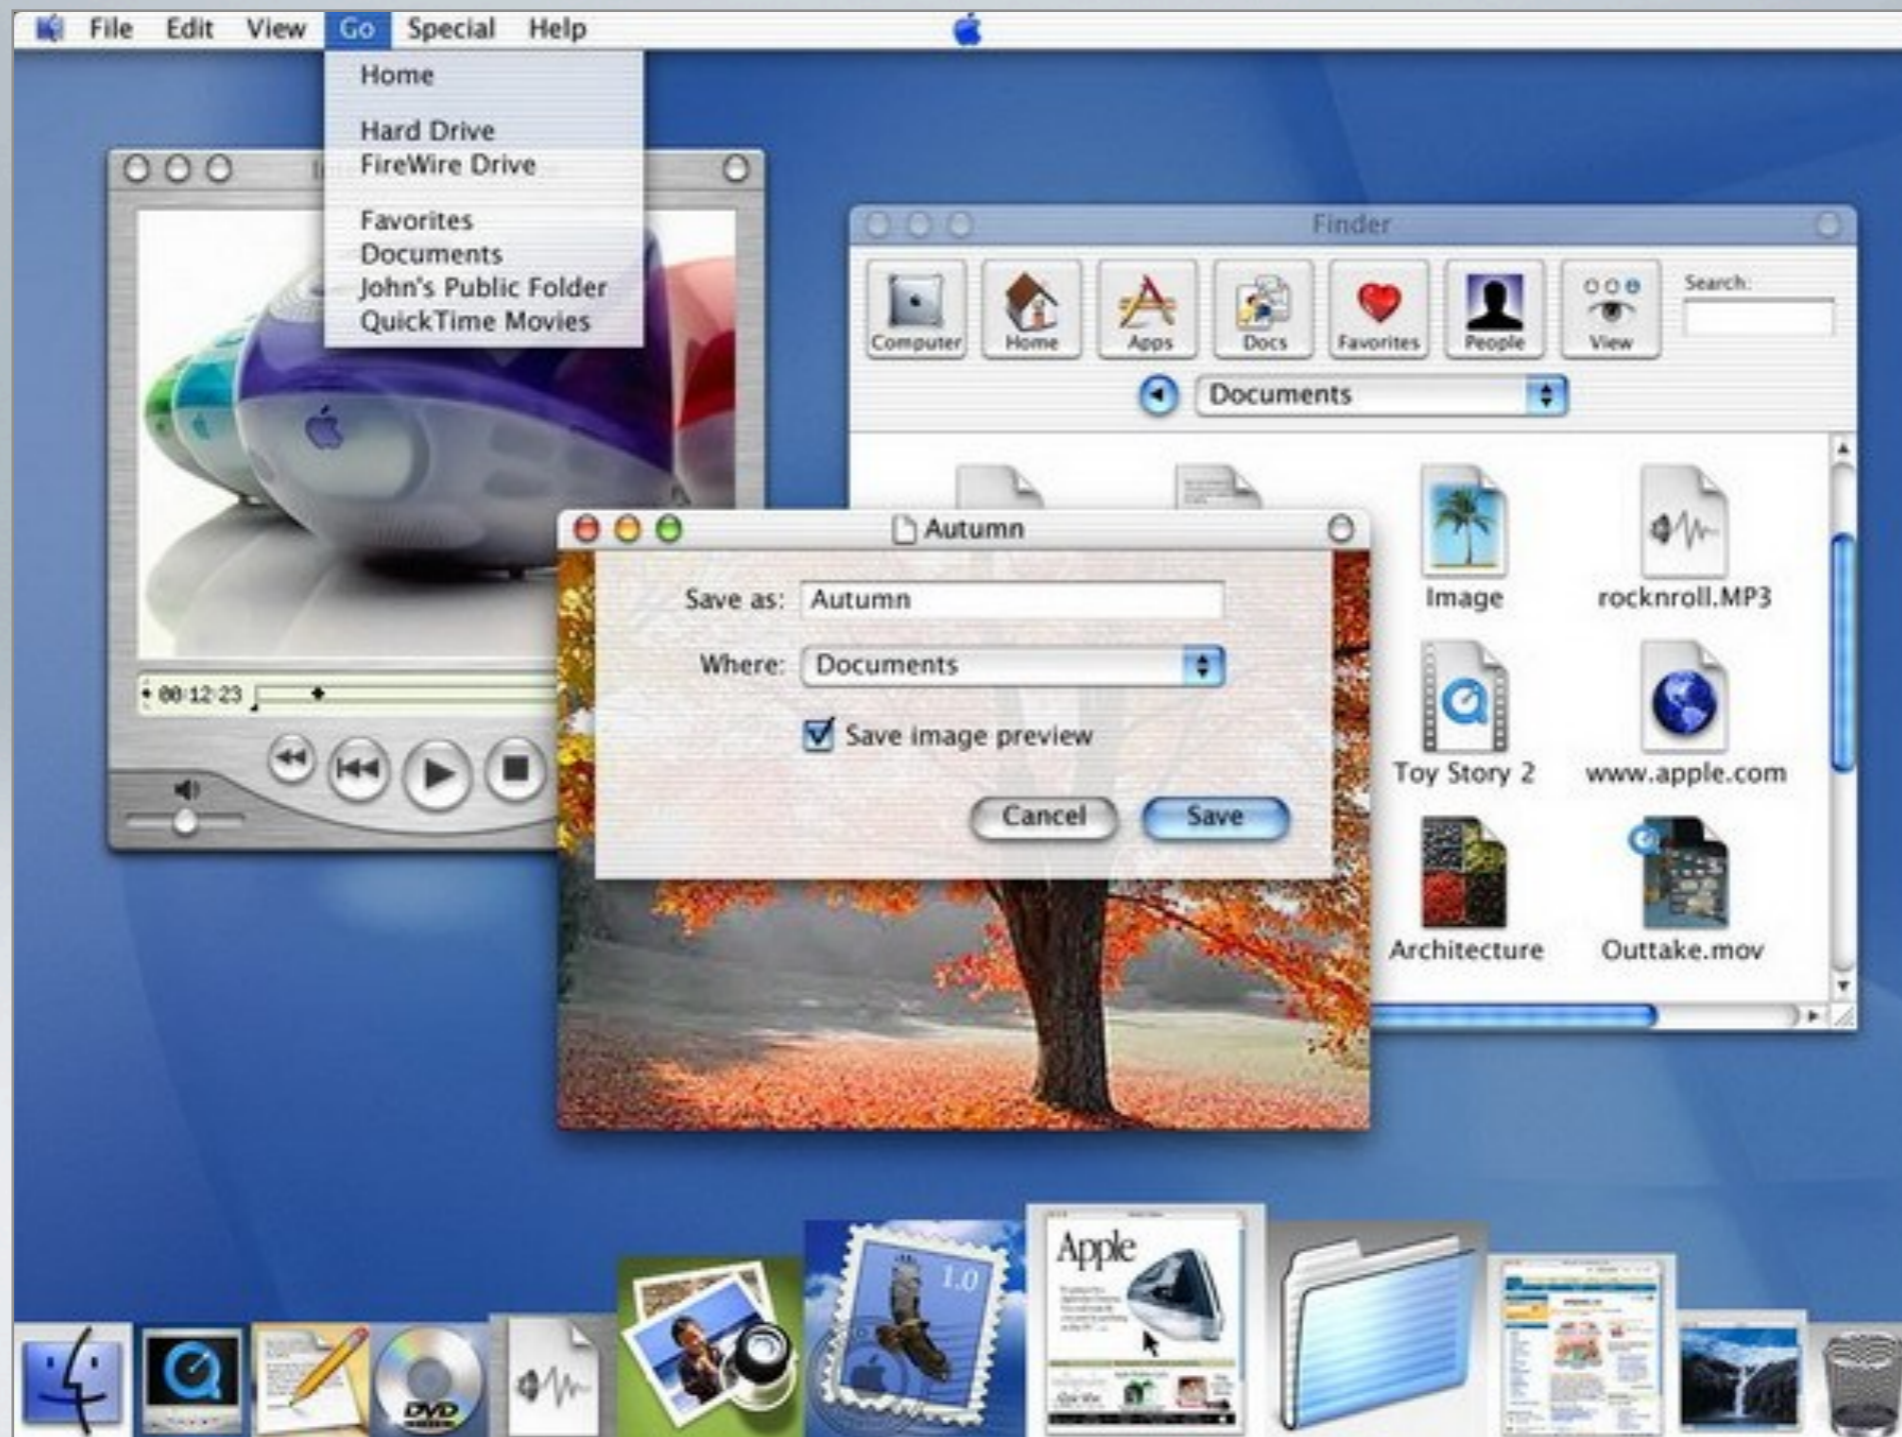 File Edit View Go Special Help
Home
Hard Drive
FireWire Drive
Favorites
Documents
John's Public Folder
QuickTime Movies
00:12:23
Finder
Computer Home Apps Docs Favorites People View
Search:
Documents
Image
rocknroll.MP3
Toy Story 2
www.apple.com
Architecture
Outtake.mov
Autumn
Save as: Autumn
Where: Documents
Save image preview
Cancel Save
DVD
1.0
Apple